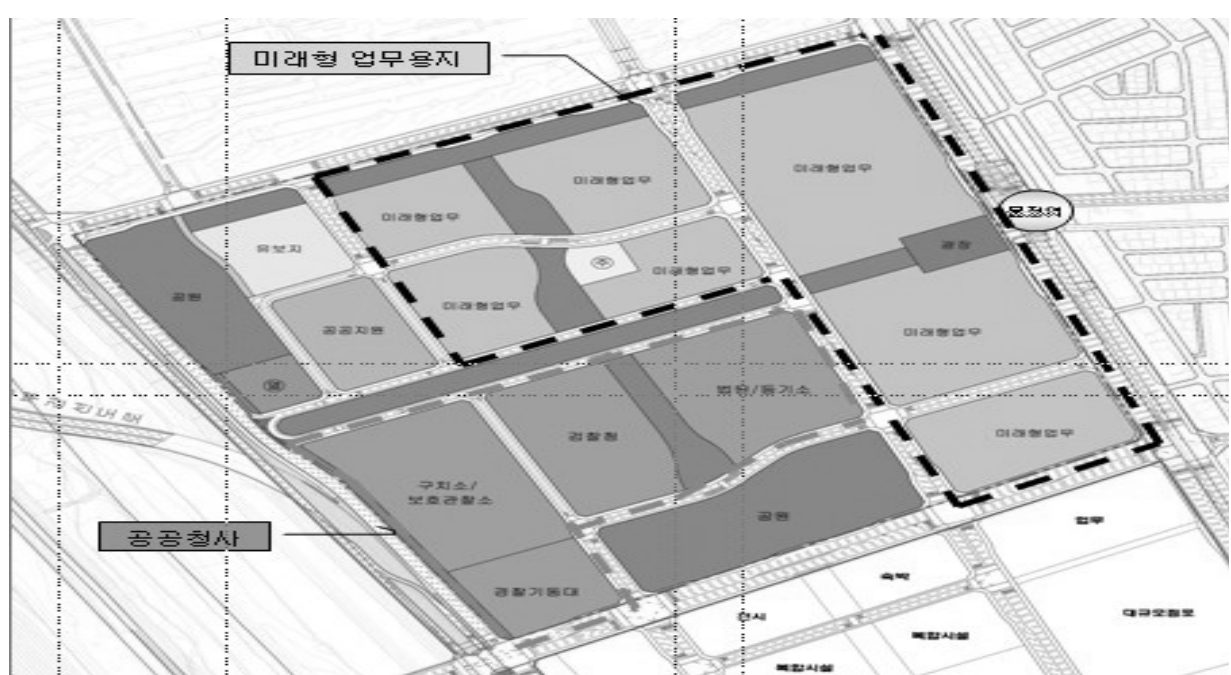 미래형 업무용지
미래형업무
미래형업무
미래형업무
문정역
유보지
광장
주
미래형업무
공원
미래형업무
공공지원
미래형업무
법원/등기소
검찰청
미래형업무
구치소/
보호관찰소
공원
업무
공공청사
숙박
경찰기동대
전시
대규모점포
복합시설
복합시설